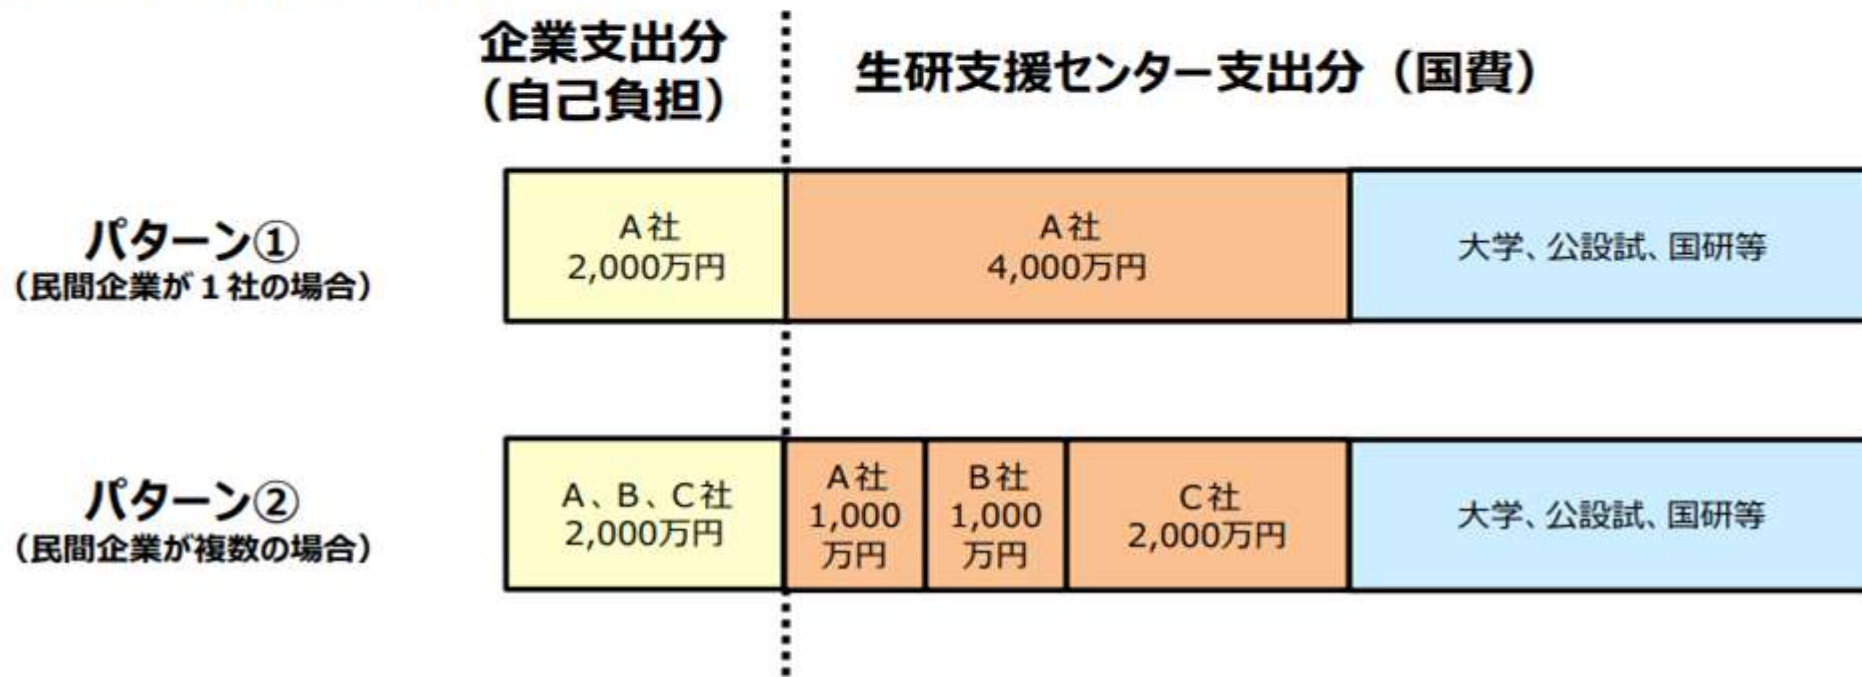 企業支出分
（自己負担）
生研支援センター支出分（国費）
パターン①
（民間企業が１社の場合）
Ａ社
2,000万円
Ａ社
4,000万円
大学、公設試、国研等
パターン②
（民間企業が複数の場合）
Ａ、Ｂ、Ｃ社
2,000万円
Ａ社
1,000
万円
Ｂ社
1,000
万円
Ｃ社
2,000万円
大学、公設試、国研等